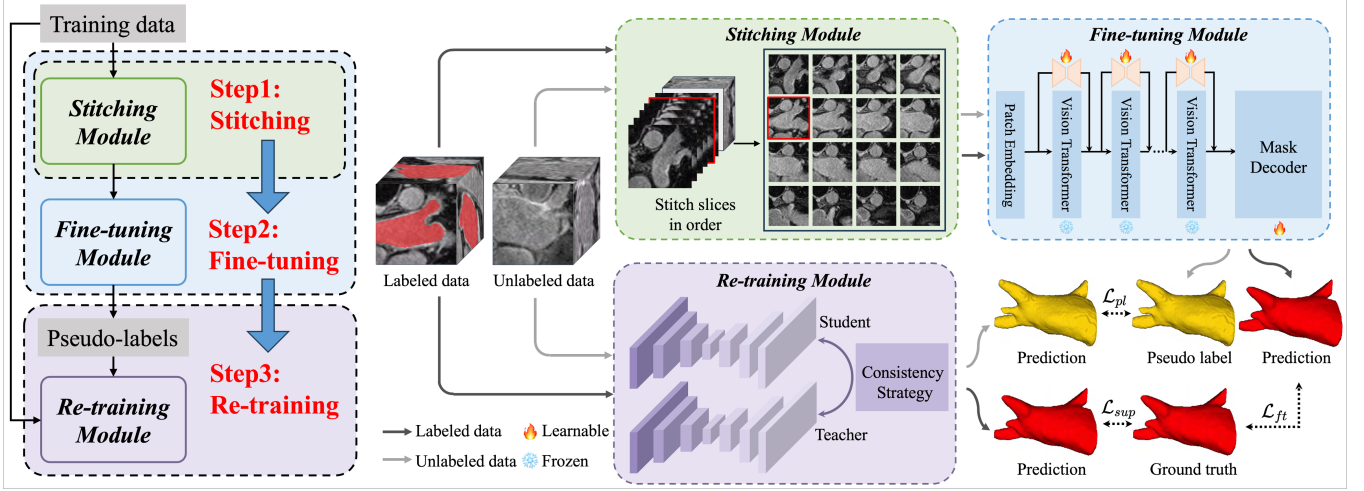 Training data
Stitching
Module
Step1:
Stitching
Fine-tuning
Module
Step2:
Fine-tuning
Pseudo-labels
Step3:
Re-training
Re-training
Module
Labeled data
Unlabeled data
Stitching Module
Stitch slices
in order
Fine-tuning Module
Patch Embedding
Vision Transformer
Vision Transformer
......
Vision Transformer
Mask
Decoder
Re-training Module
Student
Consistency
Strategy
Teacher
Labeled data
Learnable
Unlabeled data
Frozen
ℒpl
Prediction
Pseudo label
Prediction
ℒsup
ℒft
Prediction
Ground truth